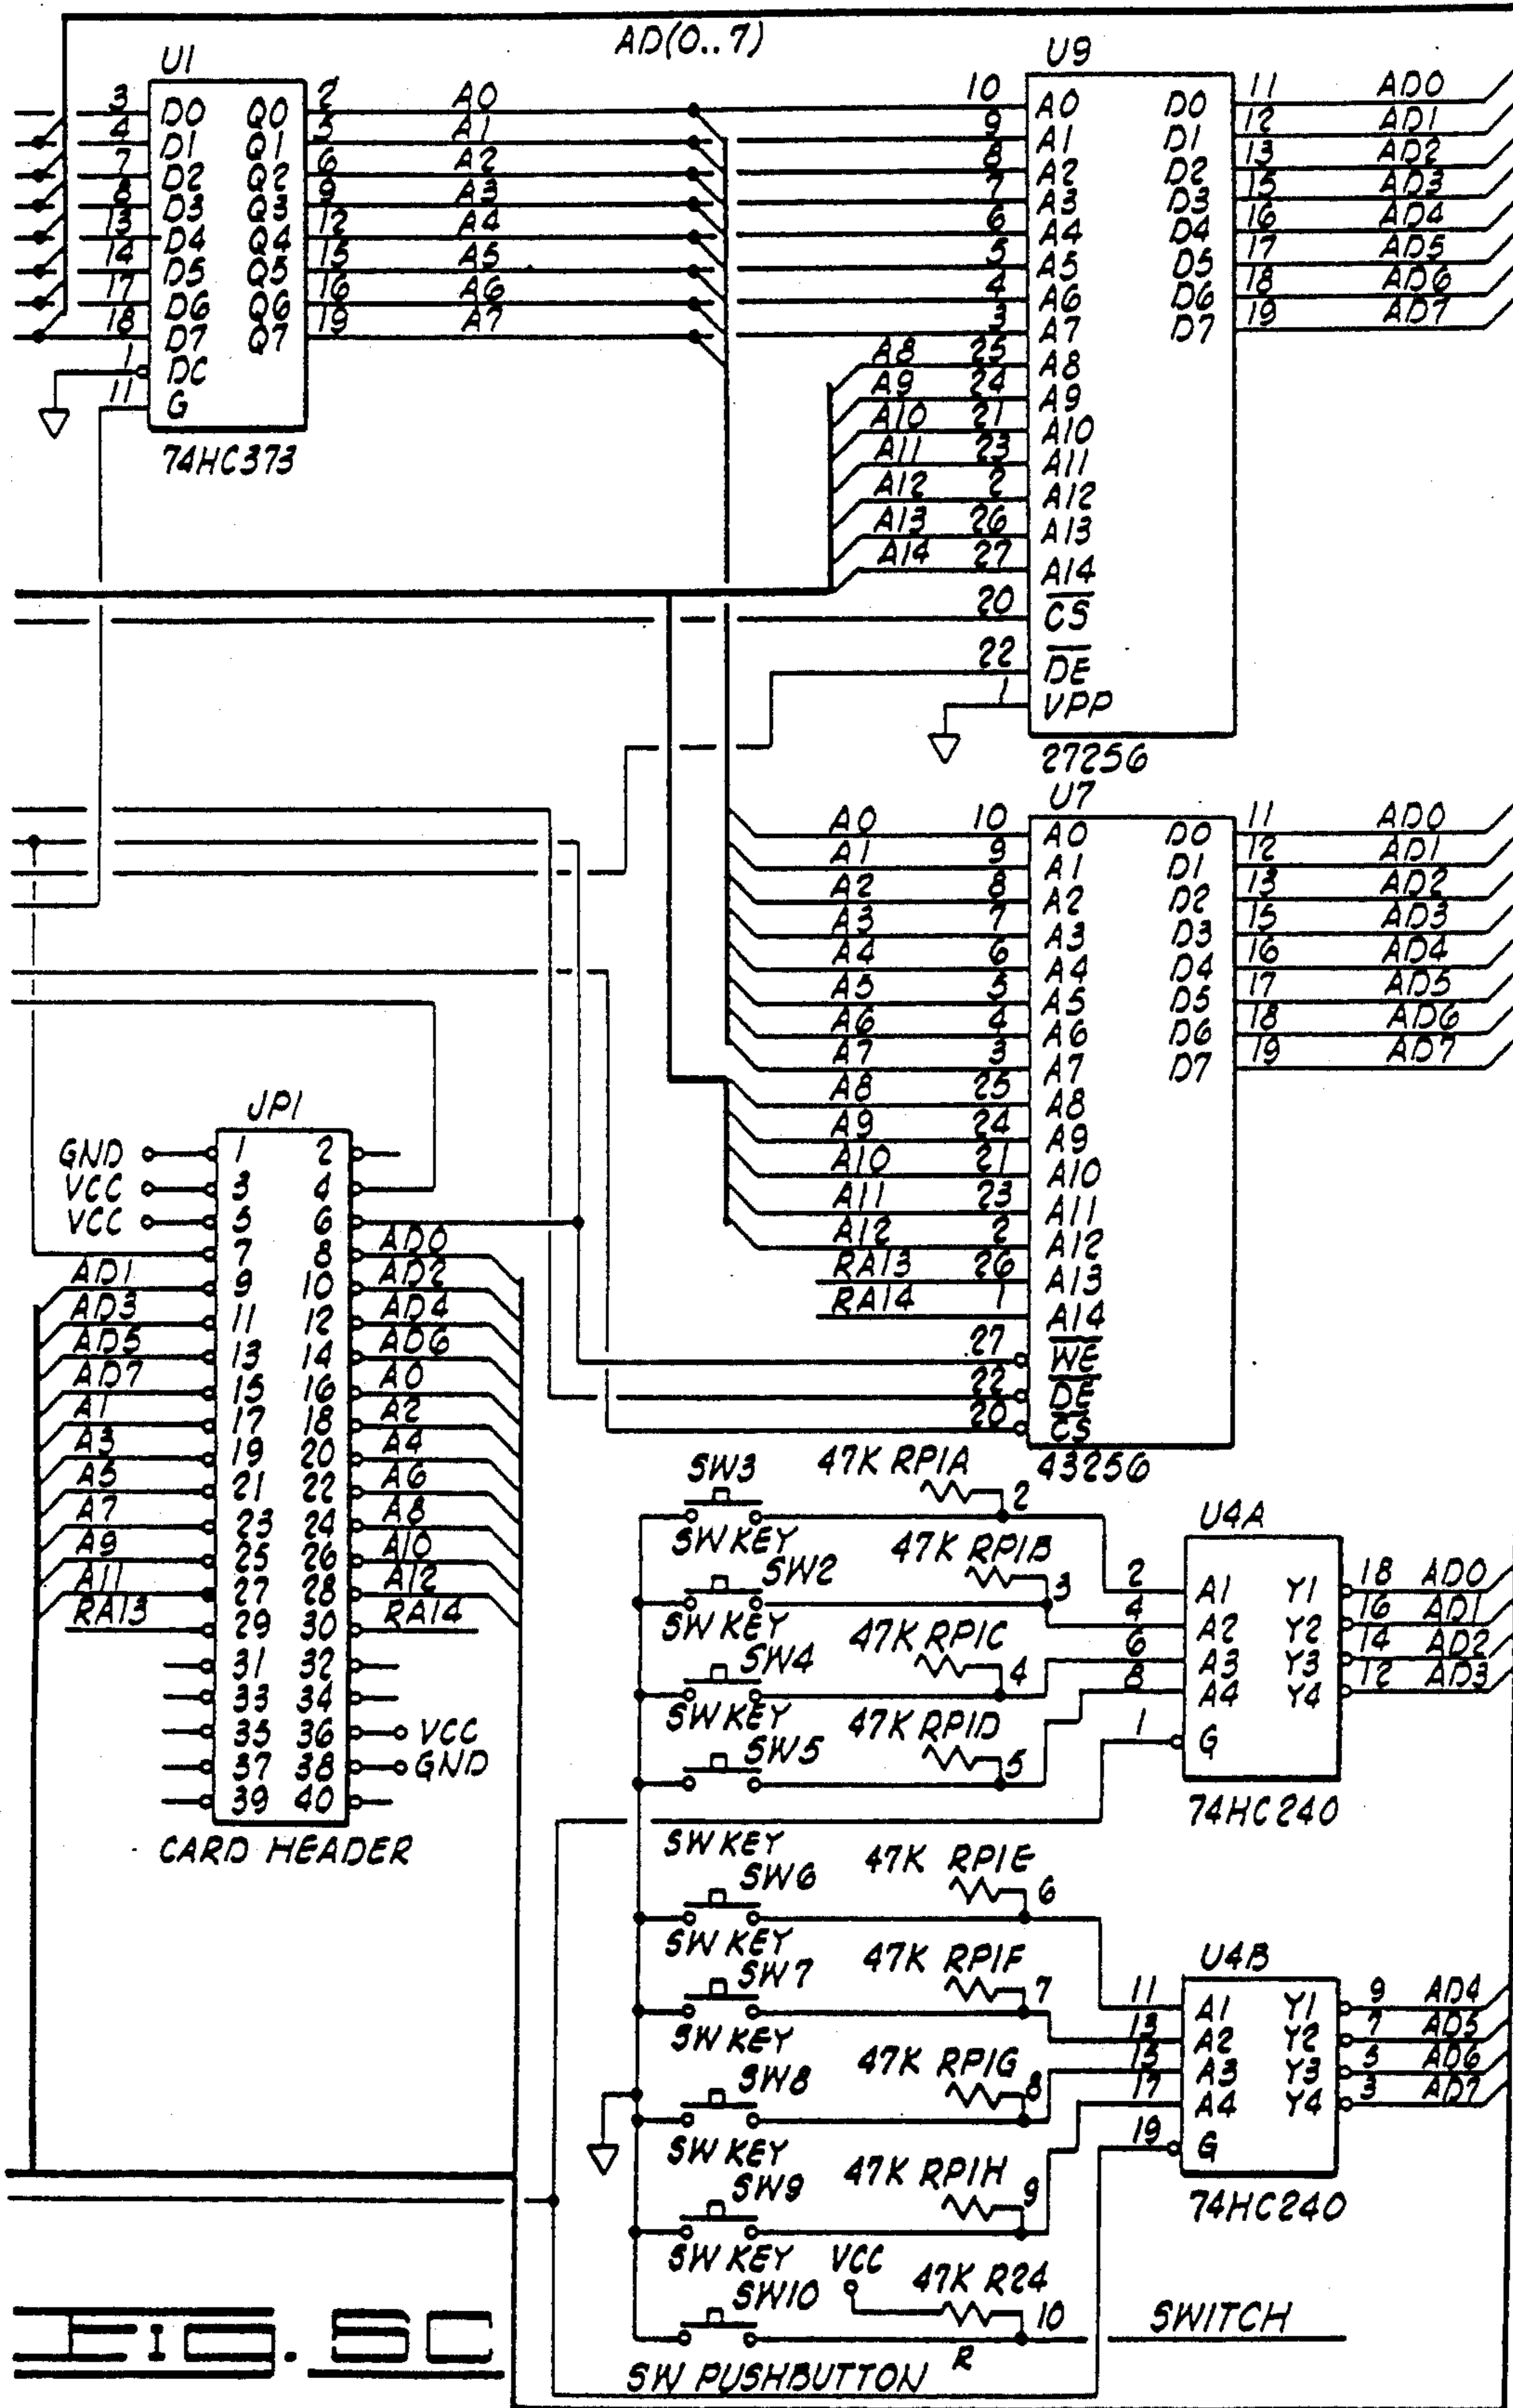 AD(0..7)
U1
3 D0 Q0 2 A0
4 D1 Q1 5 A1
7 D2 Q2 6 A2
8 D3 Q3 9 A3
13 D4 Q4 12 A4
14 D5 Q5 15 A5
17 D6 Q6 16 A6
18 D7 Q7 19 A7
1 DC
11 G
74HC373
U9
10 A0 D0 11 AD0
9 A1 D1 12 AD1
8 A2 D2 13 AD2
7 A3 D3 15 AD3
6 A4 D4 16 AD4
5 A5 D5 17 AD5
4 A6 D6 18 AD6
3 A7 D7 19 AD7
A8 25 A8
A9 24 A9
A10 21 A10
A11 23 A11
A12 2 A12
A13 26 A13
A14 27 A14
20 CS
22 DE
1 VPP
27256
U7
A0 10 A0 D0 11 AD0
A1 9 A1 D1 12 AD1
A2 8 A2 D2 13 AD2
A3 7 A3 D3 15 AD3
A4 6 A4 D4 16 AD4
A5 5 A5 D5 17 AD5
A6 4 A6 D6 18 AD6
A7 3 A7 D7 19 AD7
A8 25 A8
A9 24 A9
A10 21 A10
A11 23 A11
A12 2 A12
RA13 26 A13
RA14 1 A14
27 WE
22 DE
20 CS
43256
JP1
GND 1 2
VCC 3 4
VCC 5 6
7 8 AD0
AD1 9 10 AD2
AD3 11 12 AD4
AD5 13 14 AD6
AD7 15 16 A0
A1 17 18 A2
A3 19 20 A4
A5 21 22 A6
A7 23 24 A8
A9 25 26 A10
A11 27 28 A12
RA13 29 30 RA14
31 32
33 34
35 36 VCC
37 38 GND
39 40
CARD HEADER
SW3 47K RP1A
2
SW KEY 47K RP1B
SW2 3
SW KEY 47K RP1C
SW4 4
SW KEY 47K RP1D
SW5 5
U4A
2 A1 Y1 18 AD0
4 A2 Y2 16 AD1
6 A3 Y3 14 AD2
8 A4 Y4 12 AD3
1 G
74HC240
SW KEY 47K RP1E
SW6 6
SW KEY 47K RP1F
SW7 7
SW KEY 47K RP1G
SW8 8
SW KEY 47K RP1H
SW9 9
U4B
11 A1 Y1 9 AD4
13 A2 Y2 7 AD5
15 A3 Y3 5 AD6
17 A4 Y4 3 AD7
19 G
74HC240
SW KEY VCC 47K R24
SW10 10 SWITCH
SW PUSHBUTTON R
FIG. 5C